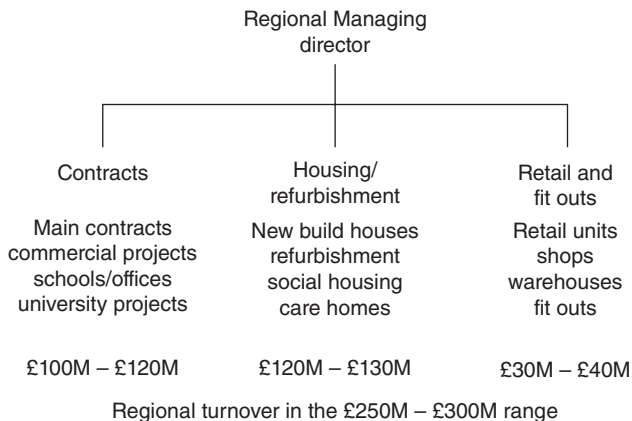 Regional Managing
director
Contracts
Main contracts
commercial projects
schools/offices
university projects
£100M – £120M
Housing/
refurbishment
New build houses
refurbishment
social housing
care homes
£120M – £130M
Retail and
fit outs
Retail units
shops
warehouses
fit outs
£30M – £40M
Regional turnover in the £250M – £300M range